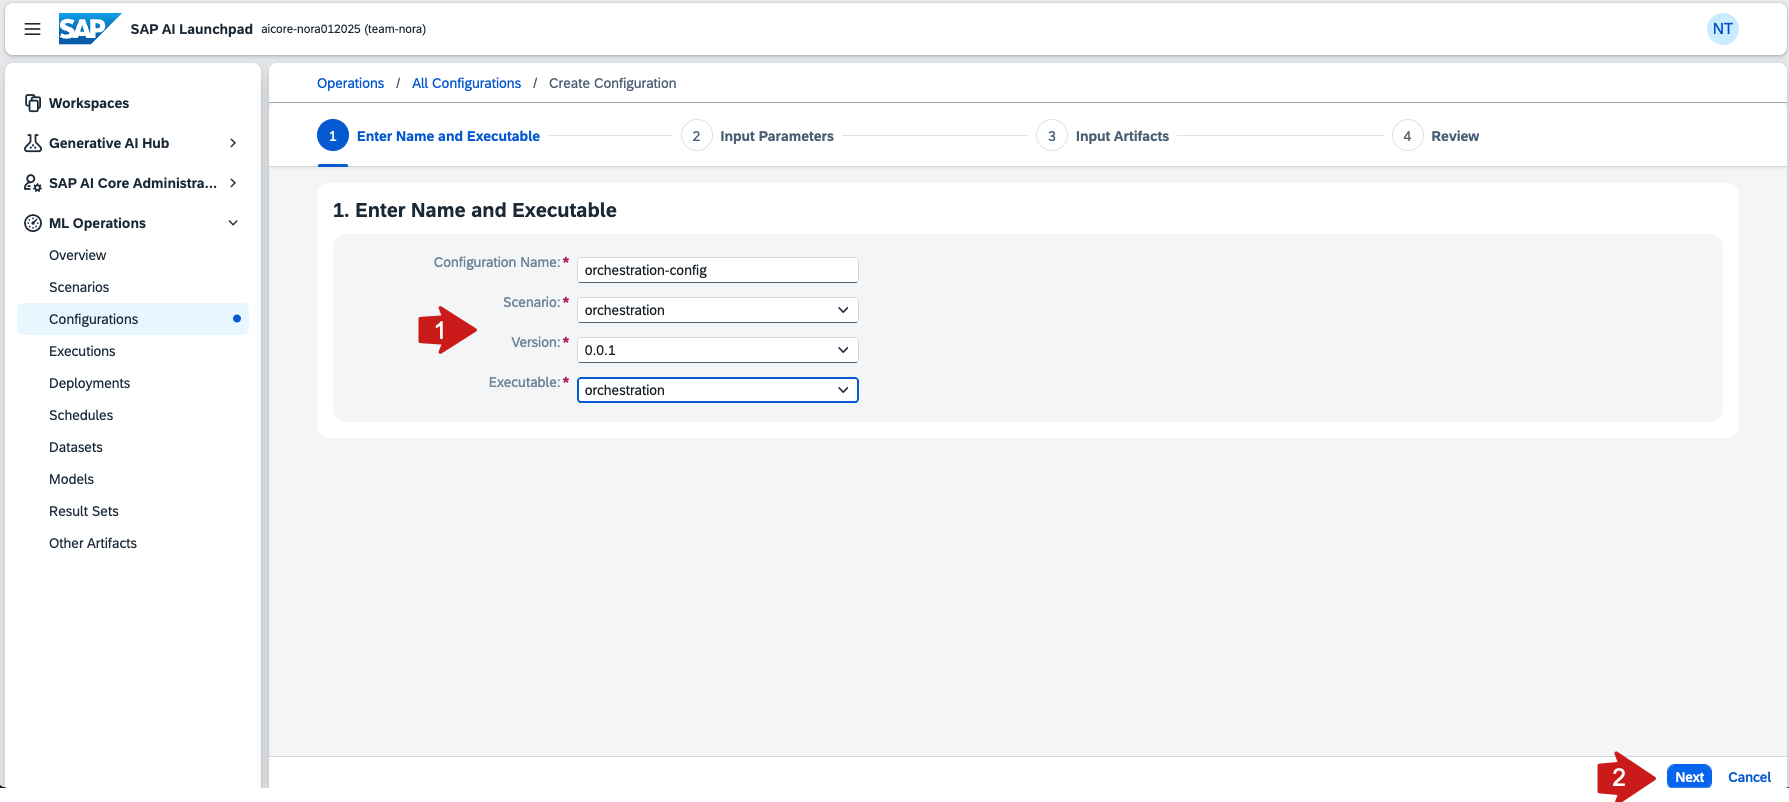 SAP SAP AI Launchpad aicore-nora012025 (team-nora) NT
Workspaces
Generative AI Hub
SAP AI Core Administra...
ML Operations
Overview
Scenarios
Configurations
Executions
Deployments
Schedules
Datasets
Models
Result Sets
Other Artifacts
Operations / All Configurations / Create Configuration
1 Enter Name and Executable 2 Input Parameters 3 Input Artifacts 4 Review
1. Enter Name and Executable
Configuration Name:* orchestration-config
Scenario:* orchestration
1
Version:* 0.0.1
Executable:* orchestration
2 Next Cancel